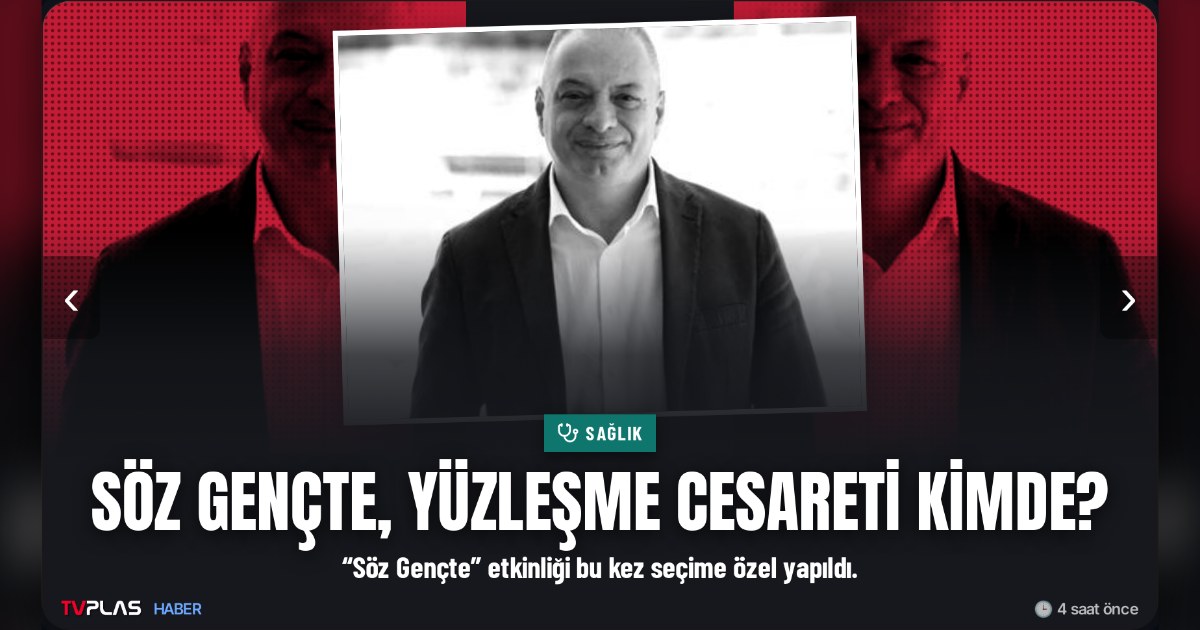 SAĞLIK
SÖZ GENÇTE, YÜZLEŞME CESARETİ KİMDE?
“Söz Gençte” etkinliği bu kez seçime özel yapıldı.
TVPLAS HABER
4 saat önce